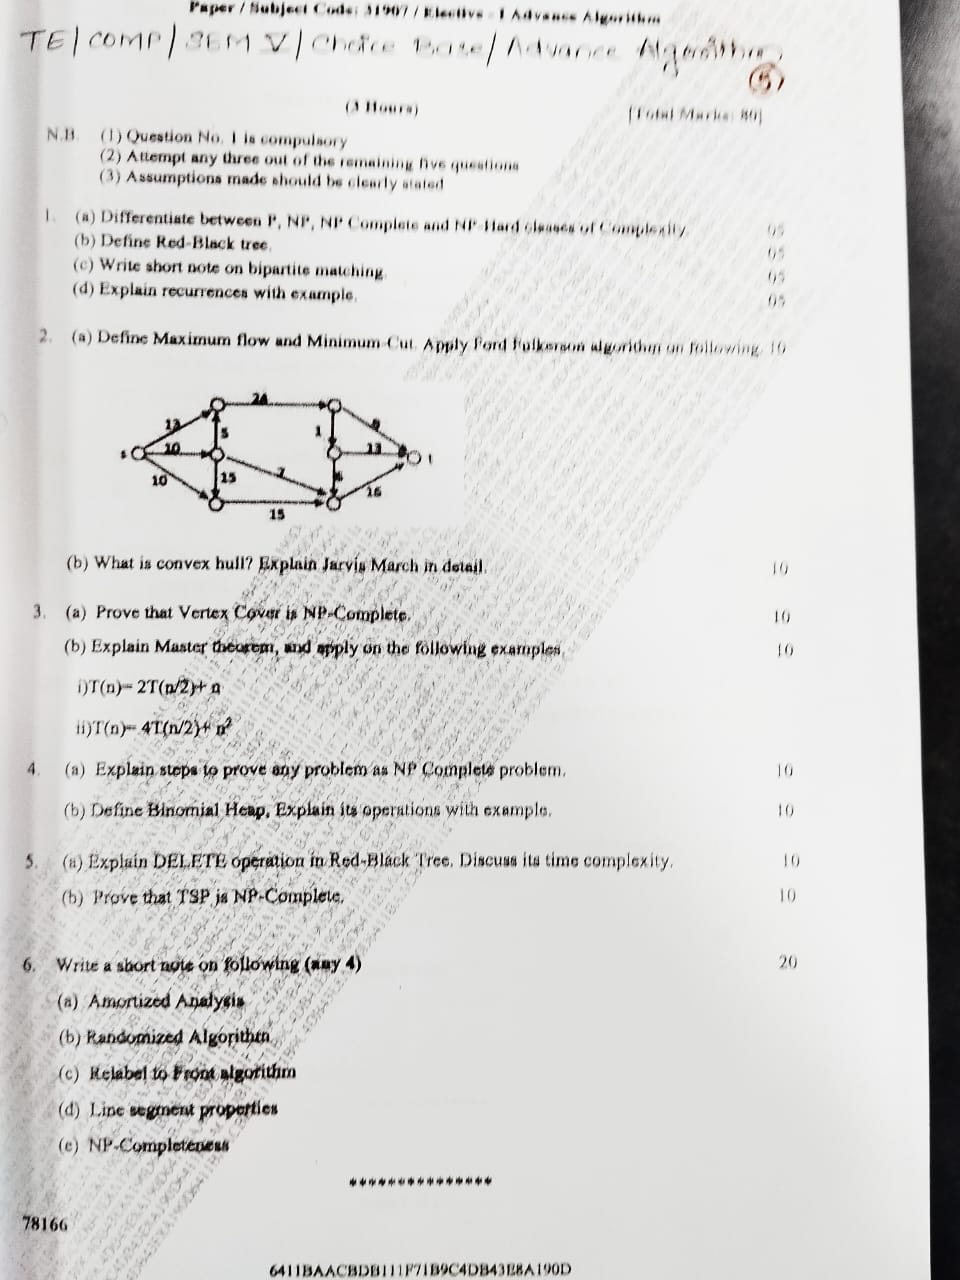 Paper / Subject Code: 31907 / Elective - I Advance Algorithm
TE/COMP/SEM V/Choice Base/Advance Algorithm
(3 Hours)
[Total Marks: 80]
N.B. (1) Question No. 1 is compulsory
(2) Attempt any three out of the remaining five questions
(3) Assumptions made should be clearly stated
1. (a) Differentiate between P, NP, NP Complete and NP Hard classes of Complexity. 05
(b) Define Red-Black tree. 05
(c) Write short note on bipartite matching 05
(d) Explain recurrences with example. 05
2. (a) Define Maximum flow and Minimum Cut. Apply Ford Fulkerson algorithm on following. 10
24
13
5
1
9
s
10
13
t
10
15
7
16
15
(b) What is convex hull? Explain Jarvis March in detail. 10
3. (a) Prove that Vertex Cover is NP-Complete. 10
(b) Explain Master theorem, and apply on the following examples 10
i)T(n)= 2T(n/2)+ n
ii)T(n)= 4T(n/2)+ n²
4. (a) Explain steps to prove any problem as NP Complete problem. 10
(b) Define Binomial Heap, Explain its operations with example. 10
5. (a) Explain DELETE operation in Red-Black Tree. Discuss its time complexity. 10
(b) Prove that TSP is NP-Complete. 10
6. Write a short note on following (any 4) 20
(a) Amortized Analysis
(b) Randomized Algorithm
(c) Relabel to Front algorithm
(d) Line segment properties
(e) NP-Completeness
***************
78166
6411BAACBDB111F71B9C4DB43E8A190D